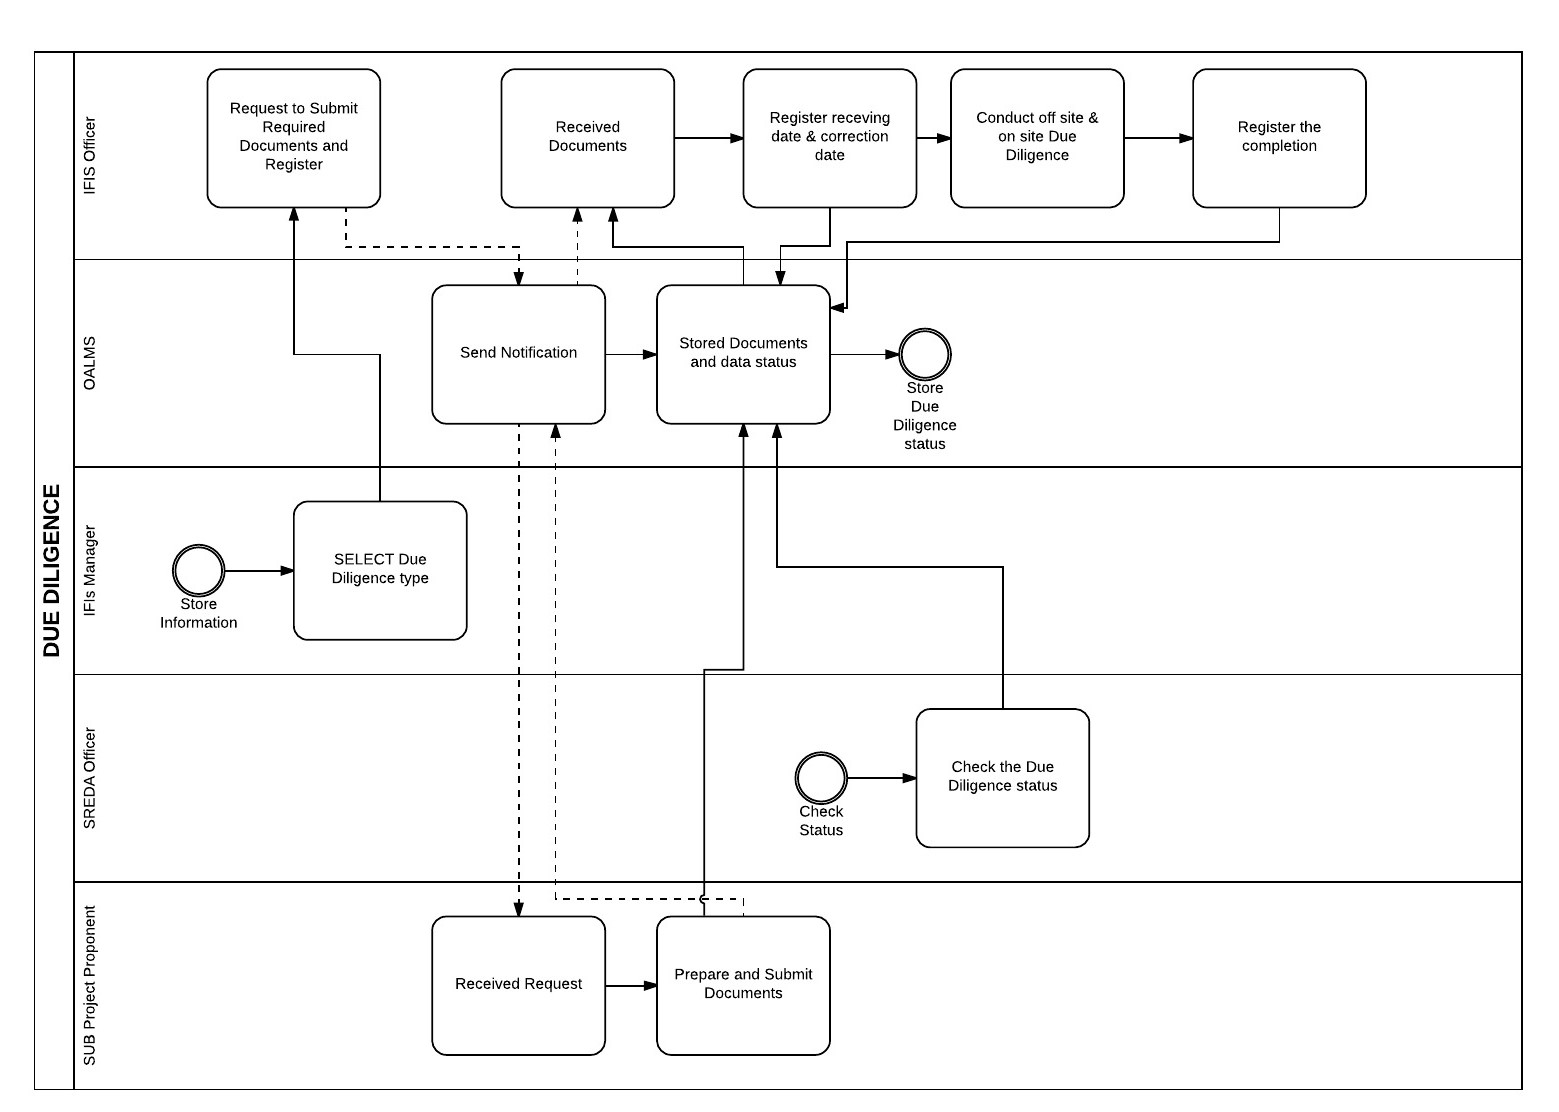 DUE DILIGENCE
IFIS Officer
Request to Submit
Required
Documents and
Register
Received
Documents
Register receving
date & correction
date
Conduct off site &
on site Due
Diligence
Register the
completion
OALMS
Send Notification
Stored Documents
and data status
Store
Due
Diligence
status
IFIs Manager
Store
Information
SELECT Due
Diligence type
SREDA Officer
Check
Status
Check the Due
Diligence status
SUB Project Proponent
Received Request
Prepare and Submit
Documents